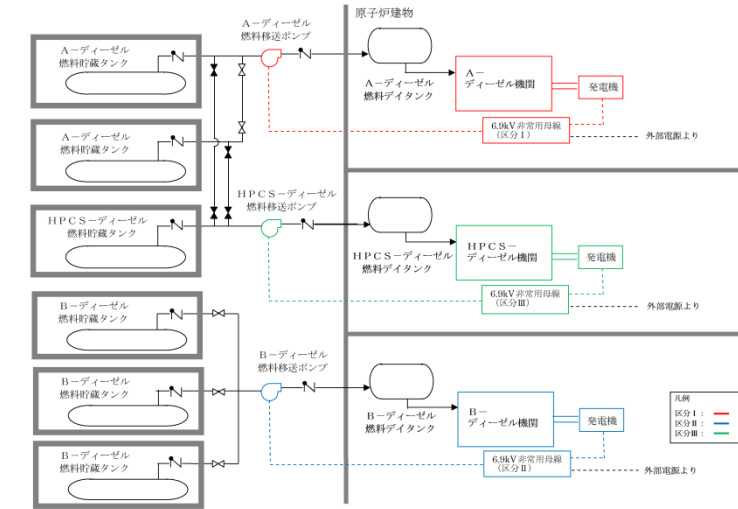 原子炉建物
A-ディーゼル
燃料貯蔵タンク
A-ディーゼル
燃料移送ポンプ
A-ディーゼル
燃料デイタンク
A-
ディーゼル機関
発電機
6.9kV非常用母線
(区分Ⅰ)
外部電源より
A-ディーゼル
燃料貯蔵タンク
HPCS-ディーゼル
燃料貯蔵タンク
HPCS-ディーゼル
燃料移送ポンプ
HPCS-ディーゼル
燃料デイタンク
HPCS-
ディーゼル機関
発電機
6.9kV非常用母線
(区分Ⅲ)
外部電源より
B-ディーゼル
燃料貯蔵タンク
B-ディーゼル
燃料貯蔵タンク
B-ディーゼル
燃料移送ポンプ
B-ディーゼル
燃料デイタンク
B-
ディーゼル機関
発電機
6.9kV非常用母線
(区分Ⅱ)
外部電源より
B-ディーゼル
燃料貯蔵タンク
凡例
区分Ⅰ:
区分Ⅱ:
区分Ⅲ: